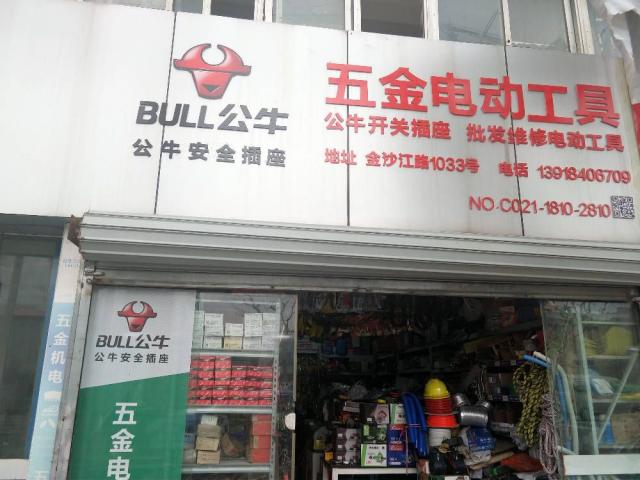 BULL公牛
公牛安全插座
五金电动工具
公牛开关插座 批发维修电动工具
地址 金沙江路1033号 电话 13918406709
NO.C021-1810-2810
BULL公牛
公牛安全插座
五金电
五金机电